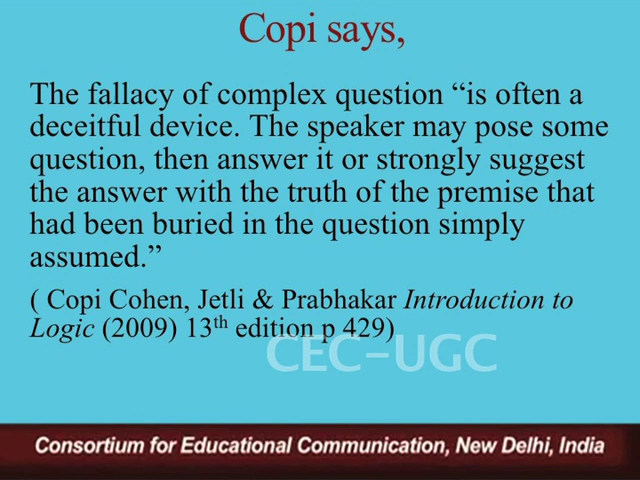 Copi says,
The fallacy of complex question “is often a
deceitful device. The speaker may pose some
question, then answer it or strongly suggest
the answer with the truth of the premise that
had been buried in the question simply
assumed.”
( Copi Cohen, Jetli & Prabhakar Introduction to
Logic (2009) 13th edition p 429)
CEC-UGC
Consortium for Educational Communication, New Delhi, India